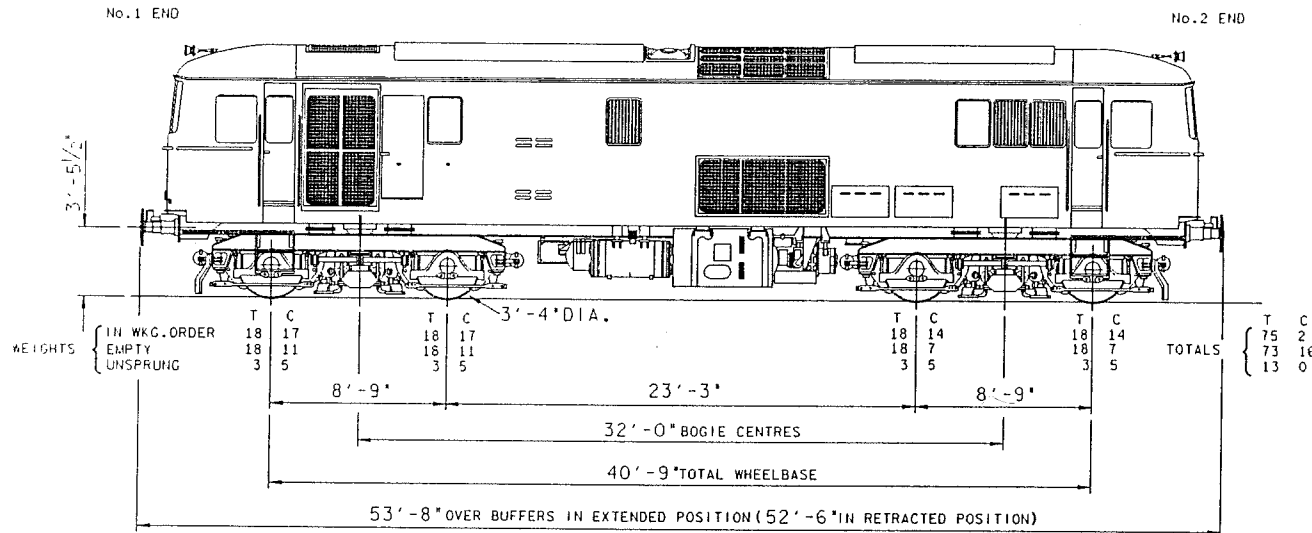 No.1 END
No.2 END
3'-5½"
3'-4"DIA.
T C T C T C T C T C
IN WKG.ORDER 18 17 18 17 18 14 18 14 75 2
WEIGHTS EMPTY 18 11 18 11 18 7 18 7 TOTALS 73 16
UNSPRUNG 3 5 3 5 3 5 3 5 13 0
8'-9" 23'-3" 8'-9"
32'-0" BOGIE CENTRES
40'-9" TOTAL WHEELBASE
53'-8" OVER BUFFERS IN EXTENDED POSITION (52'-6" IN RETRACTED POSITION)